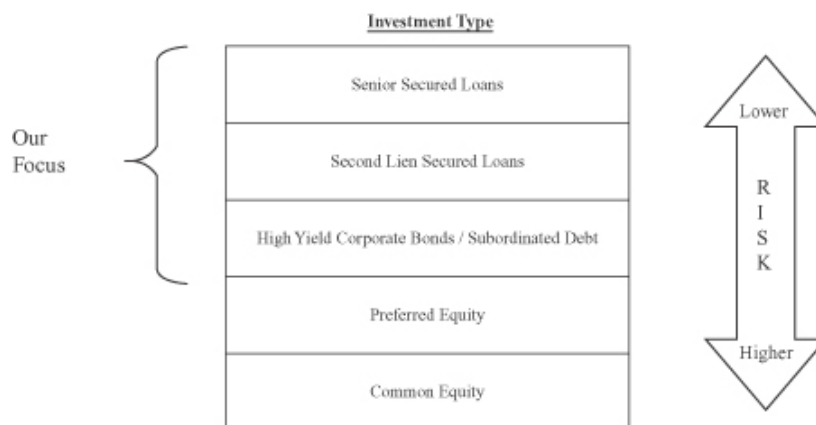 Investment Type
Senior Secured Loans
Our
Focus
Second Lien Secured Loans
High Yield Corporate Bonds / Subordinated Debt
Preferred Equity
Common Equity
Lower
R
I
S
K
Higher